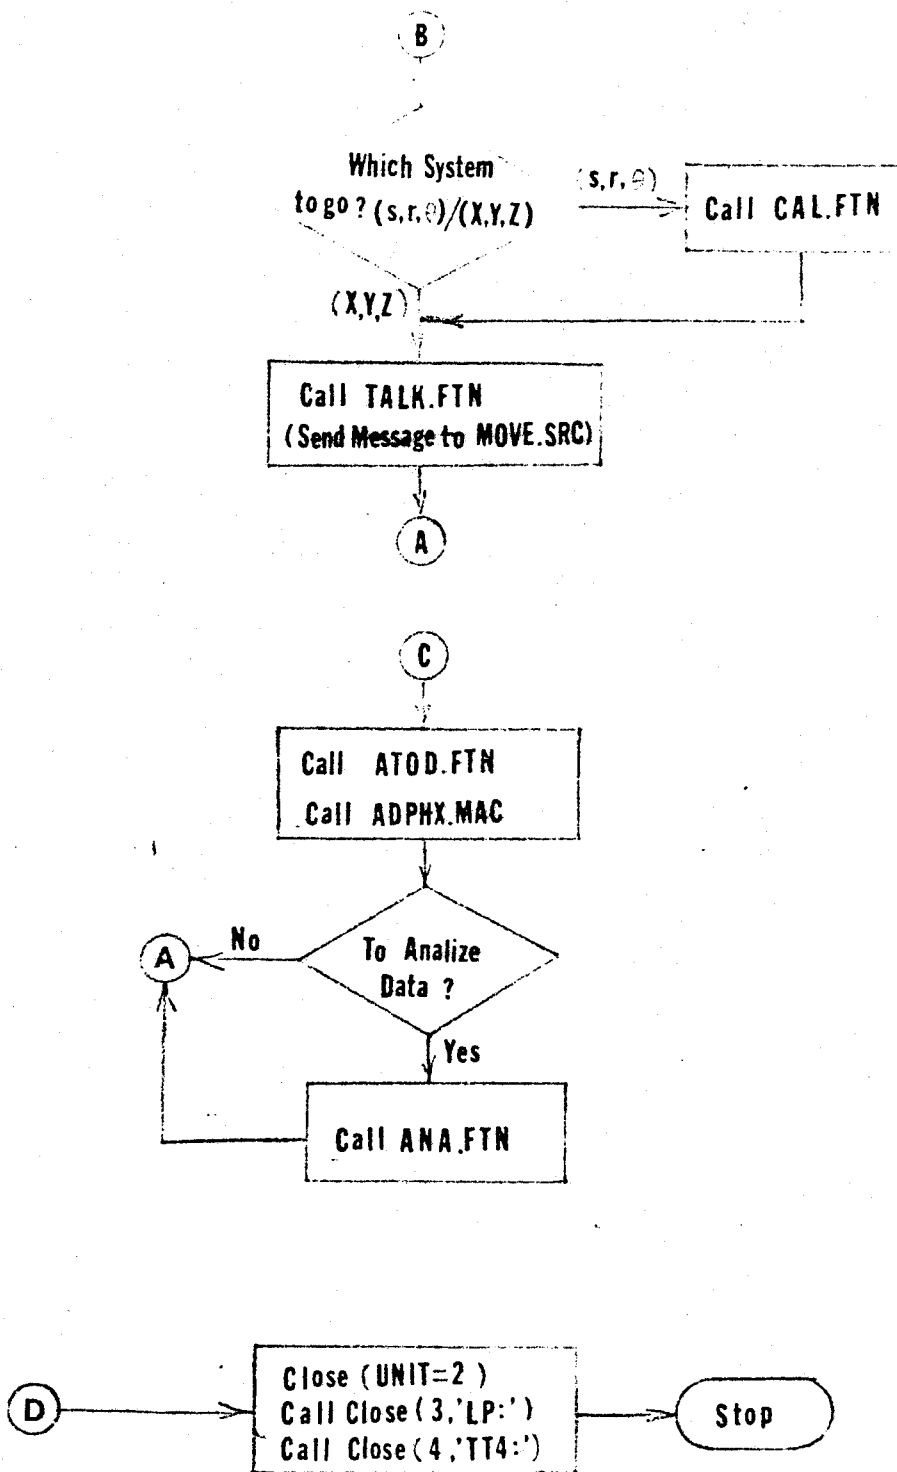 B
Which System
to go ? (s,r,θ)/(X,Y,Z)
(s,r,θ)
Call CAL.FTN
(X,Y,Z)
Call TALK.FTN
(Send Message to MOVE.SRC)
A
C
Call ATOD.FTN
Call ADPHX.MAC
No
A
To Analize
Data ?
Yes
Call ANA.FTN
D
Close (UNIT=2 )
Call Close (3,'LP:')
Call Close (4,'TT4:')
Stop